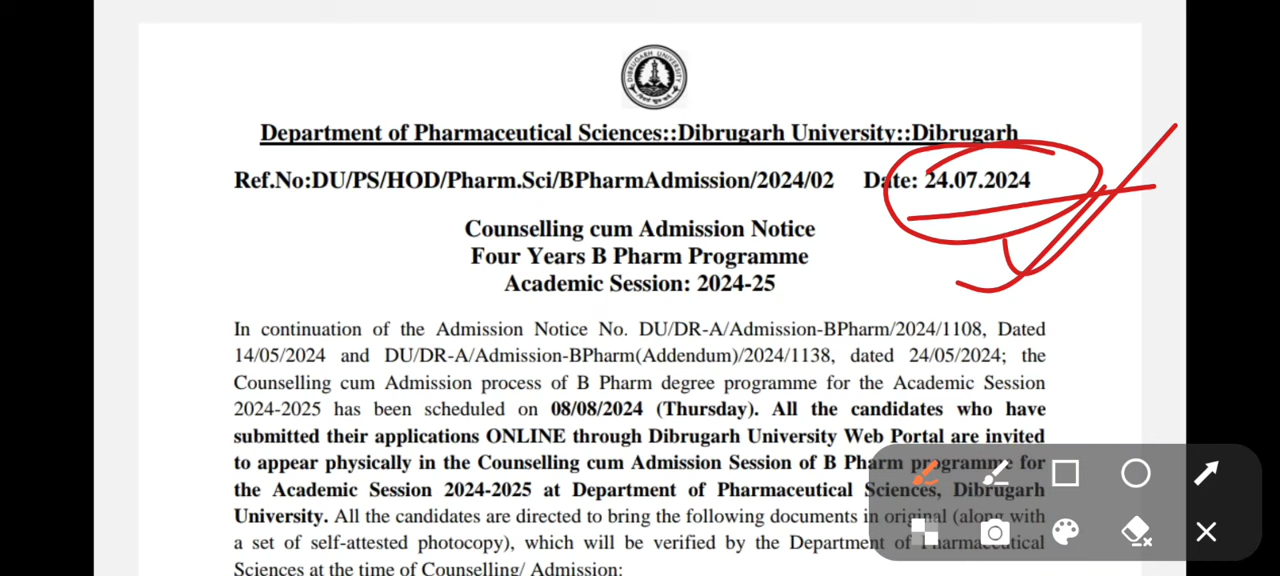 DIBRUGARH UNIVERSITY
Department of Pharmaceutical Sciences::Dibrugarh University::Dibrugarh
Ref.No:DU/PS/HOD/Pharm.Sci/BPharmAdmission/2024/02 Date: 24.07.2024
Counselling cum Admission Notice
Four Years B Pharm Programme
Academic Session: 2024-25
In continuation of the Admission Notice No. DU/DR-A/Admission-BPharm/2024/1108, Dated
14/05/2024 and DU/DR-A/Admission-BPharm(Addendum)/2024/1138, dated 24/05/2024; the
Counselling cum Admission process of B Pharm degree programme for the Academic Session
2024-2025 has been scheduled on 08/08/2024 (Thursday). All the candidates who have
submitted their applications ONLINE through Dibrugarh University Web Portal are invited
to appear physically in the Counselling cum Admission Session of B Pharm programme for
the Academic Session 2024-2025 at Department of Pharmaceutical Sciences, Dibrugarh
University. All the candidates are directed to bring the following documents in original (along with
a set of self-attested photocopy), which will be verified by the Department of Pharmaceutical
Sciences at the time of Counselling/ Admission: